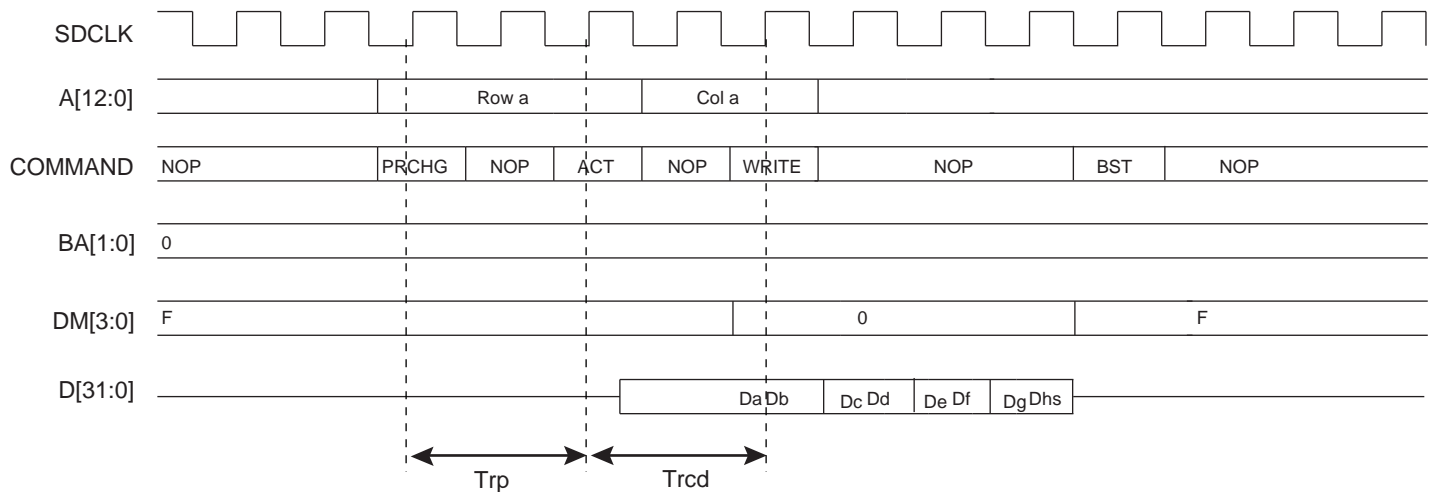 SDCLK
A[12:0] Row a Col a
COMMAND NOP PRCHG NOP ACT NOP WRITE NOP BST NOP
BA[1:0] 0
DM[3:0] F 0 F
D[31:0] Da Db Dc Dd De Df Dg Dhs
Trp Trcd